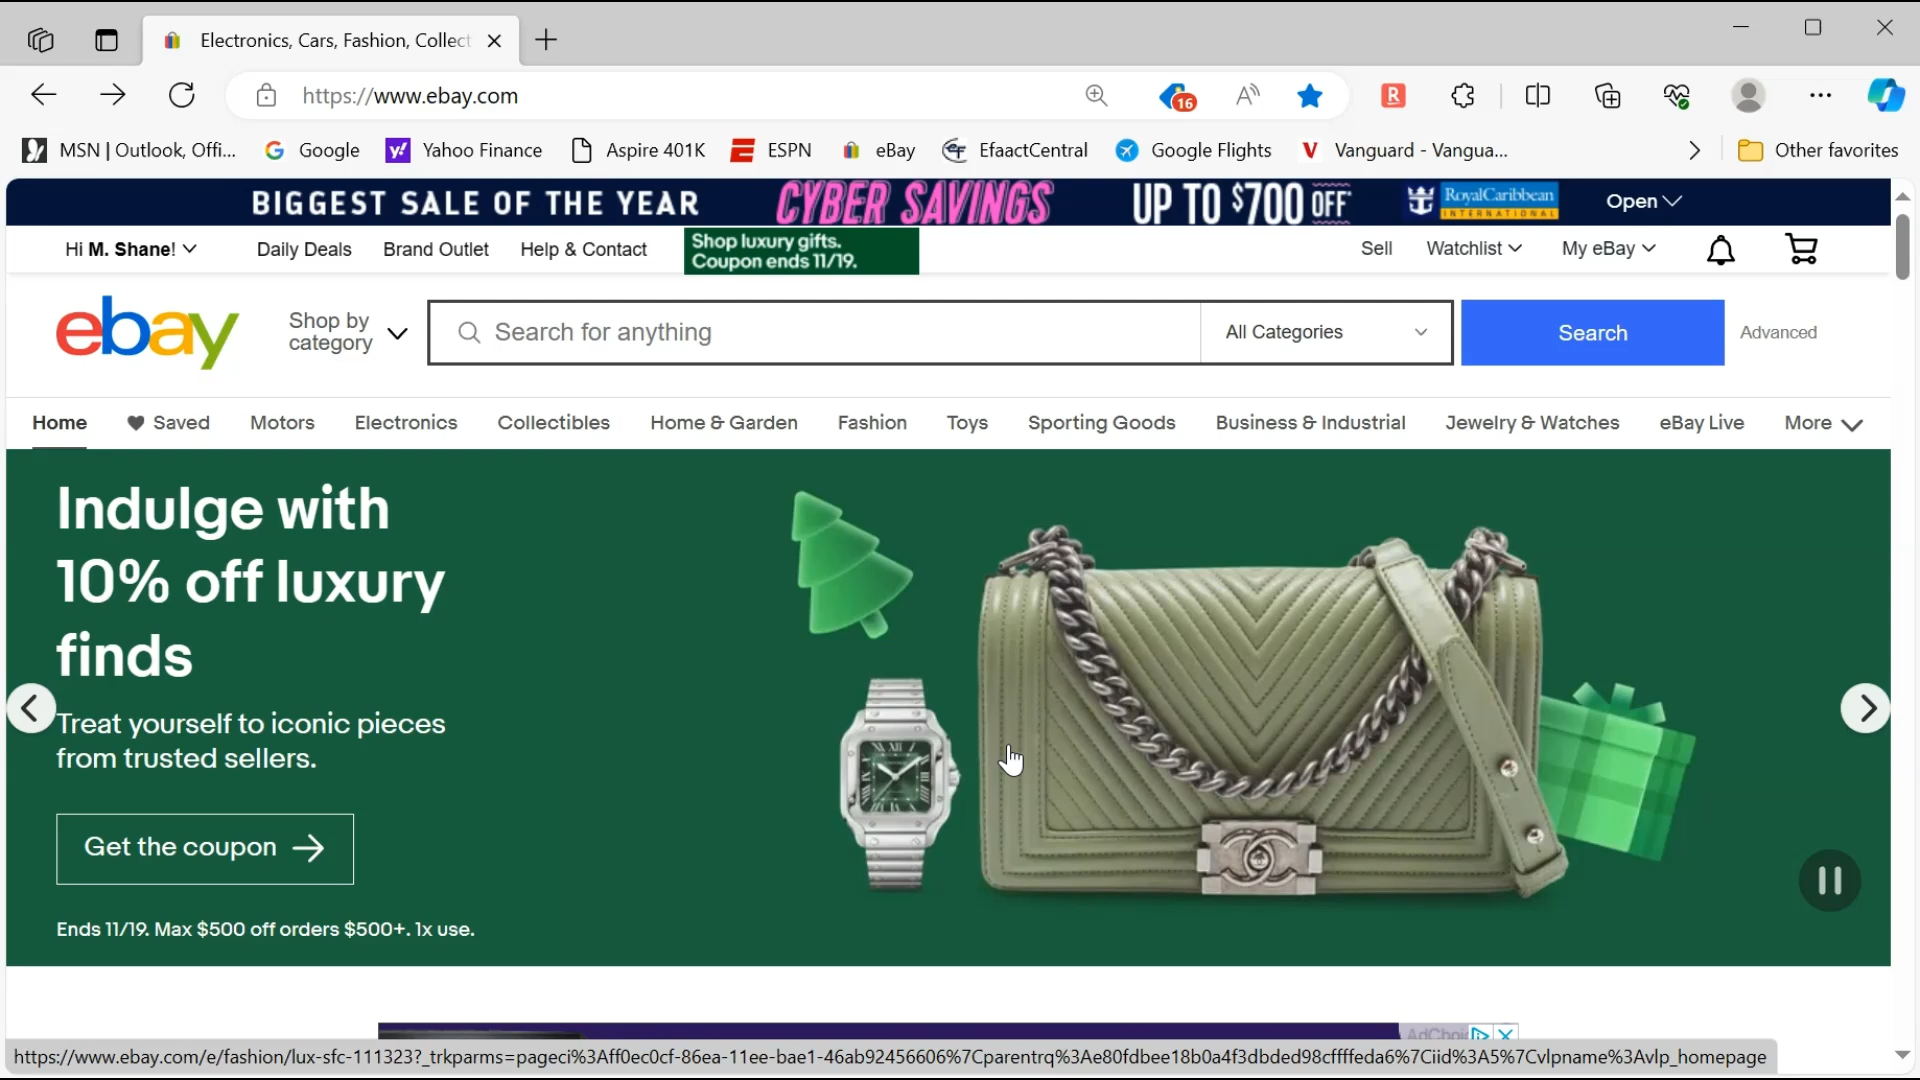 Electronics, Cars, Fashion, Collect
https://www.ebay.com
16
R
MSN | Outlook, Offi...
Google
Yahoo Finance
Aspire 401K
ESPN
eBay
EfaactCentral
Google Flights
Vanguard - Vangua...
Other favorites
BIGGEST SALE OF THE YEAR CYBER SAVINGS UP TO $700 OFF* RoyalCaribbean INTERNATIONAL Open
Hi M. Shane!
Daily Deals
Brand Outlet
Help & Contact
Shop luxury gifts.
Coupon ends 11/19.
Sell
Watchlist
My eBay
ebay
Shop by
category
Search for anything
All Categories
Search
Advanced
Home
Saved
Motors
Electronics
Collectibles
Home & Garden
Fashion
Toys
Sporting Goods
Business & Industrial
Jewelry & Watches
eBay Live
More
Indulge with
10% off luxury
finds
Treat yourself to iconic pieces
from trusted sellers.
Get the coupon
Ends 11/19. Max $500 off orders $500+. 1x use.
https://www.ebay.com/e/fashion/lux-sfc-111323?_trkparms=pageci%3Aff0ec0cf-86ea-11ee-bae1-46ab92456606%7Cparentrq%3Ae80fdbee18b0a4f3dbded98cffffeda6%7Ciid%3A5%7Cvlpname%3Avlp_homepage